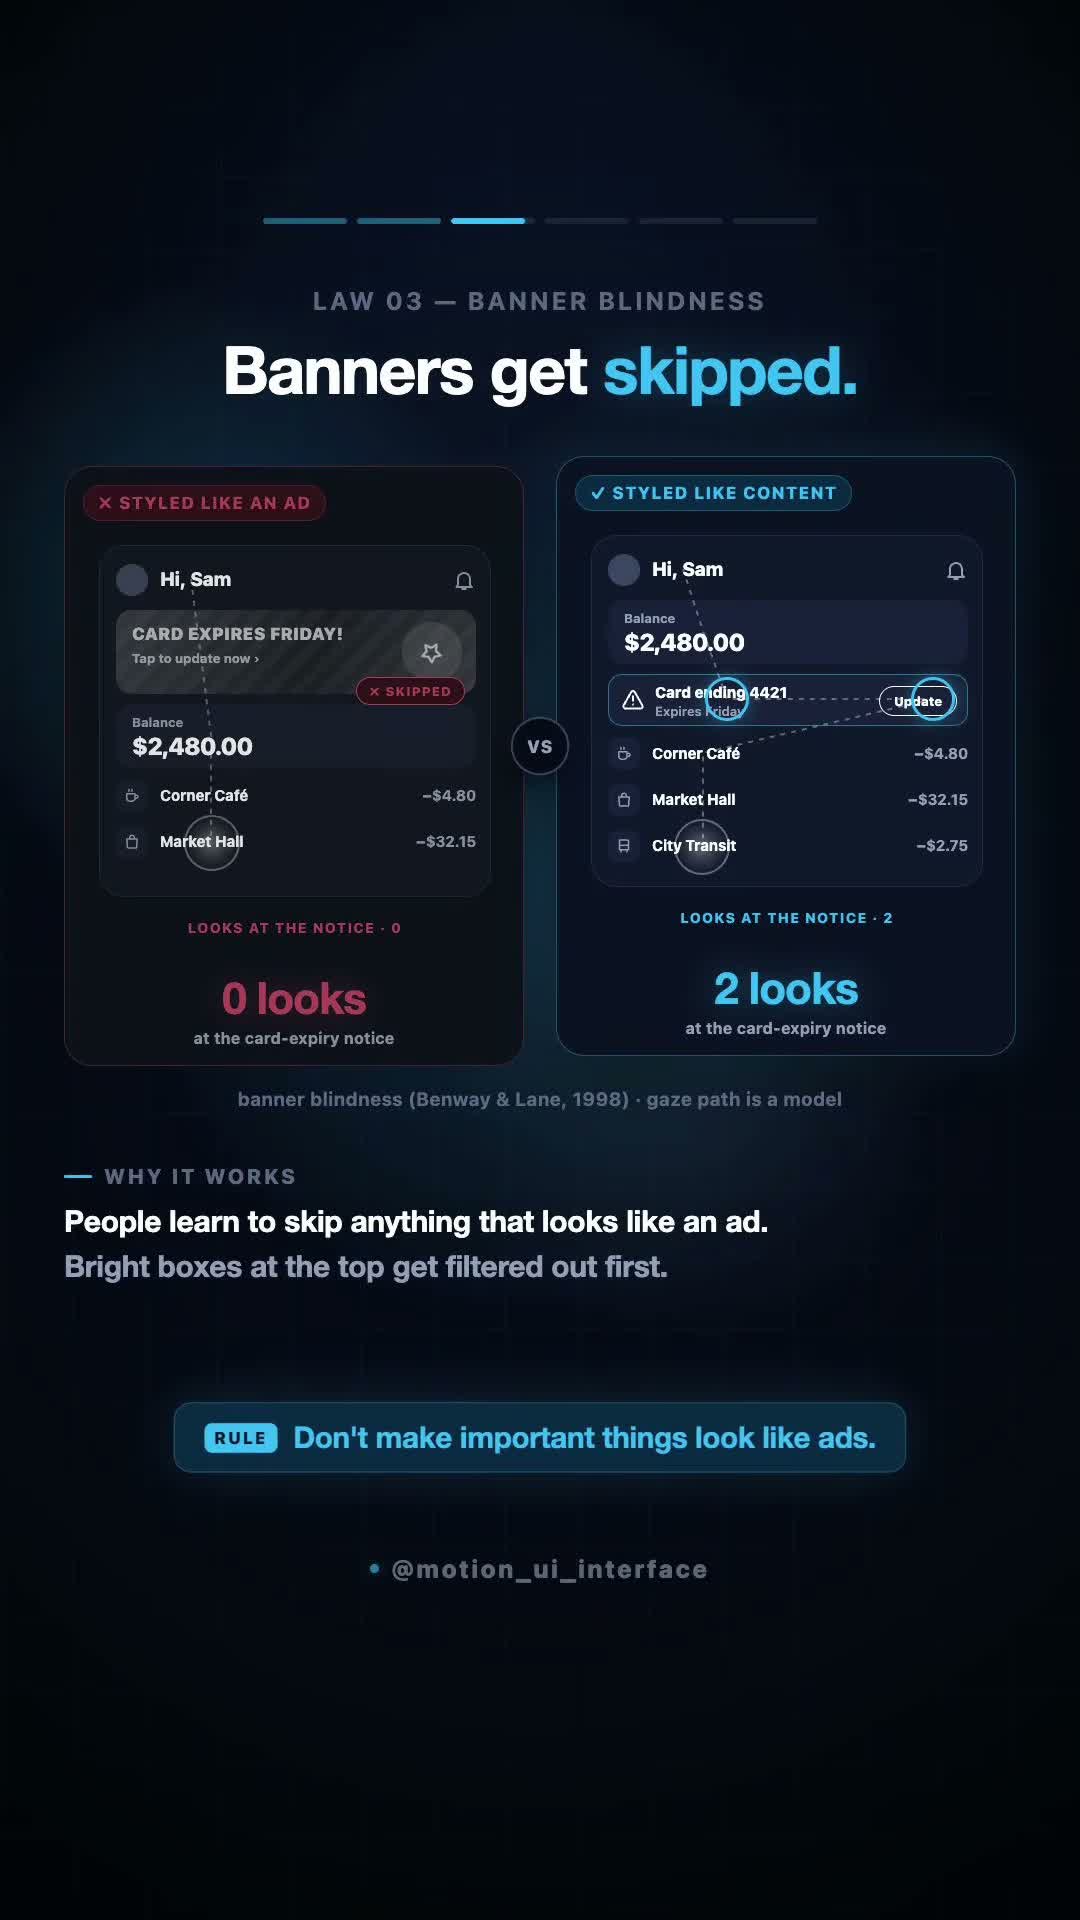 LAW 03 — BANNER BLINDNESS
Banners get skipped.
✕ STYLED LIKE AN AD
Hi, Sam
CARD EXPIRES FRIDAY!
Tap to update now ›
✕ SKIPPED
Balance
$2,480.00
Corner Café −$4.80
Market Hall −$32.15
LOOKS AT THE NOTICE · 0
0 looks
at the card-expiry notice
VS
✓ STYLED LIKE CONTENT
Hi, Sam
Balance
$2,480.00
Card ending 4421
Expires Friday
Update
Corner Café −$4.80
Market Hall −$32.15
City Transit −$2.75
LOOKS AT THE NOTICE · 2
2 looks
at the card-expiry notice
banner blindness (Benway & Lane, 1998) · gaze path is a model
WHY IT WORKS
People learn to skip anything that looks like an ad.
Bright boxes at the top get filtered out first.
RULE Don't make important things look like ads.
@motion_ui_interface